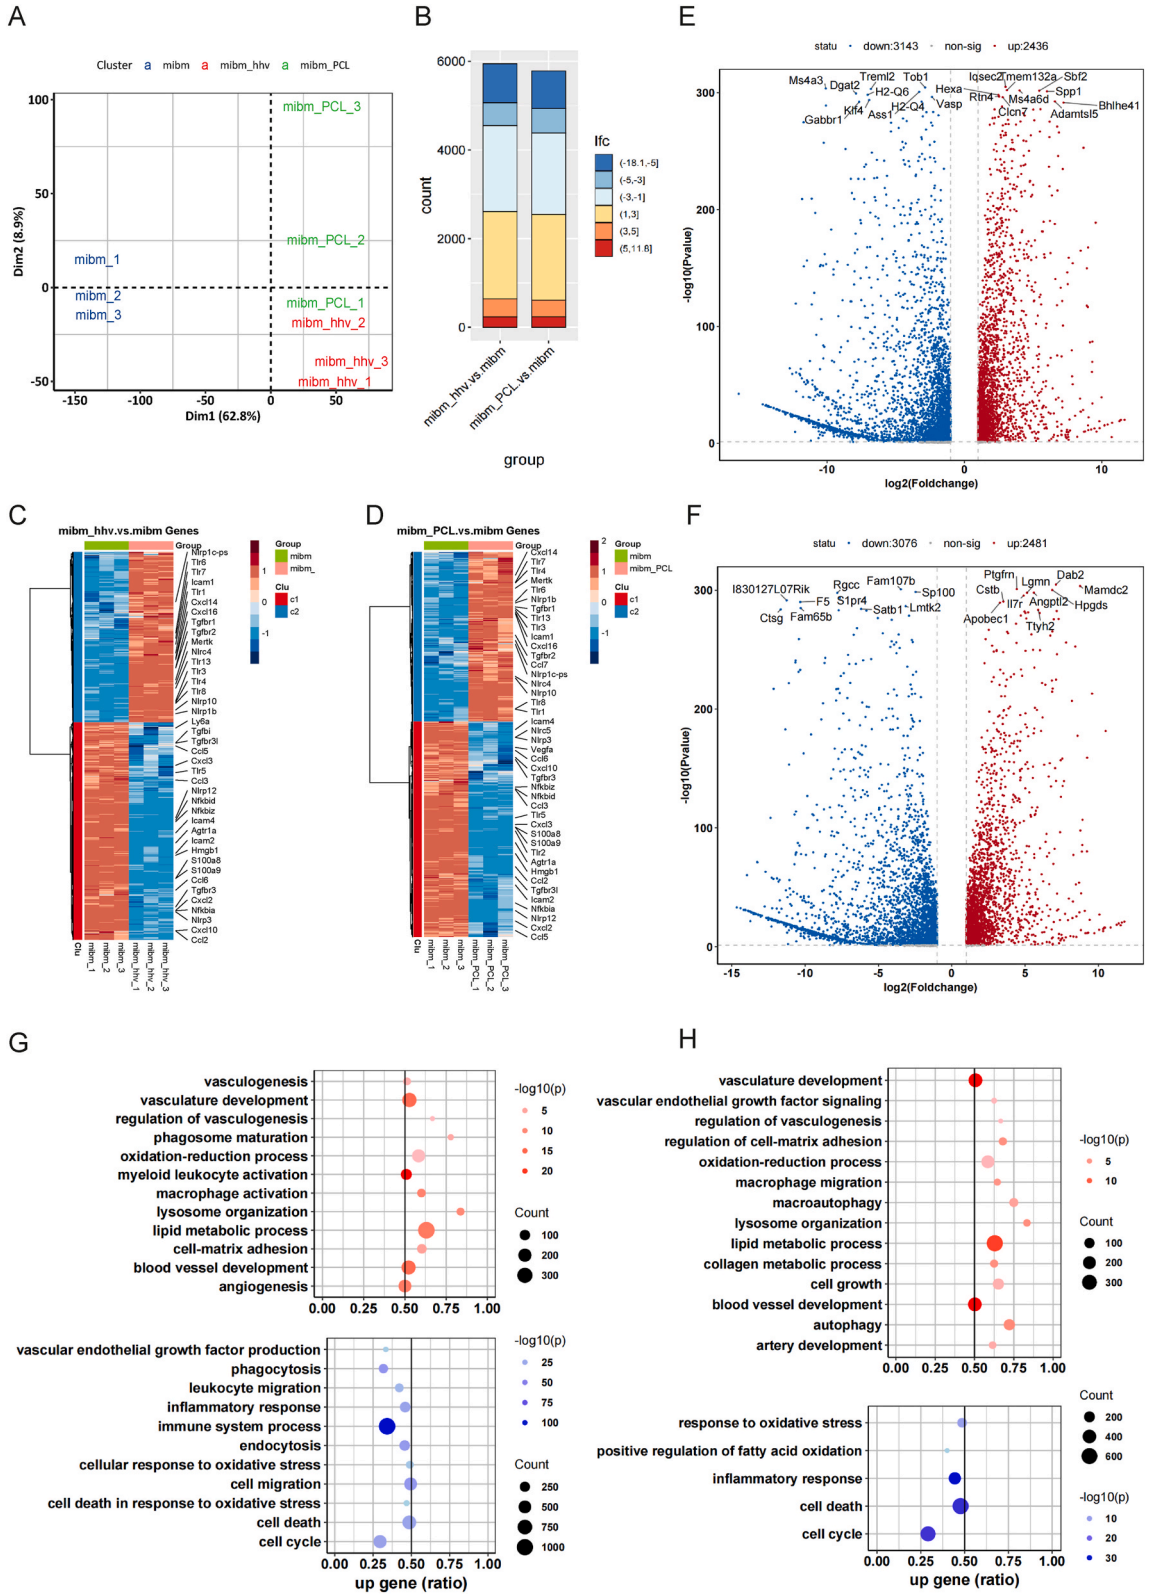 A
Cluster a mibm a mibm_hhv a mibm_PCL
100
50
0
-50
-150 -100 -50 0 50
Dim2 (8.9%)
Dim1 (62.8%)
mibm_PCL_3
mibm_PCL_2
mibm_1
mibm_2
mibm_3
mibm_PCL_1
mibm_hhv_2
mibm_hhv_3
mibm_hhv_1
B
6000
4000
2000
0
count
mibm_hhv.vs.mibm
mibm_PCL.vs.mibm
group
lfc
(-18.1,-5]
(-5,-3]
(-3,-1]
(1,3]
(3,5]
(5,11.8]
E
statu down:3143 non-sig up:2436
Ms4a3
Dgat2
Treml2
Tob1
H2-Q6
Klf4
H2-Q4
Vasp
Gabbr1
Ass1
Iqsec2
Tmem132a
Sbf2
Hexa
Rtn4
Spp1
Ms4a6d
Bhlhe41
Clcn7
Adamtsl5
300
200
100
0
-log10(Pvalue)
-10 0 10
log2(Foldchange)
C
mibm_hhv.vs.mibm Genes
Group
Nlrp1c-ps
Tlr6
Tlr7
Icam1
Tlr1
Cxcl14
Cxcl16
Tgfbr1
Tgfbr2
Mertk
Nlrc4
Tlr13
Tlr3
Tlr4
Tlr8
Nlrp10
Nlrp1b
Ly6a
Tgfbi
Tgfbr3l
Ccl5
Cxcl3
Tlr5
Ccl3
Nlrp12
Nfkbid
Nfkbiz
Icam4
Agtr1a
Icam2
Hmgb1
S100a8
S100a9
Ccl6
Tgfbr3
Cxcl2
Nfkbia
Nlrp3
Cxcl10
Ccl2
1
0
-1
Group
mibm
mibm_
Clu
c1
c2
Clu
mibm_1
mibm_2
mibm_3
mibm_hhv_1
mibm_hhv_2
mibm_hhv_3
D
mibm_PCL.vs.mibm Genes
Group
Cxcl14
Tlr7
Tlr4
Mertk
Tlr6
Nlrp1b
Tgfbr1
Tlr13
Tlr3
Icam1
Cxcl16
Tgfbr2
Ccl7
Nlrp1c-ps
Nlrc4
Nlrp10
Tlr8
Tlr1
Icam4
Nlrc5
Nlrp3
Vegfa
Ccl6
Cxcl10
Tgfbr3
Nfkbiz
Nfkbid
Ccl3
Tlr5
Cxcl3
S100a8
S100a9
Tlr2
Agtr1a
Hmgb1
Ccl2
Tgfbr3l
Icam2
Nfkbia
Nlrp12
Cxcl2
Ccl5
2
1
0
-1
Group
mibm
mibm_PCL
Clu
c1
c2
Clu
mibm_1
mibm_2
mibm_3
mibm_PCL_1
mibm_PCL_2
mibm_PCL_3
F
statu down:3076 non-sig up:2481
I830127L07Rik
Rgcc
Fam107b
Sp100
F5
S1pr4
Satb1
Lmtk2
Ctsg
Fam65b
Ptgfrn
Lgmn
Dab2
Cstb
Mamdc2
Il7r
Angptl2
Hpgds
Apobec1
Ttyh2
300
200
100
0
-log10(Pvalue)
-15 -10 -5 0 5 10
log2(Foldchange)
G
vasculogenesis
vasculature development
regulation of vasculogenesis
phagosome maturation
oxidation-reduction process
myeloid leukocyte activation
macrophage activation
lysosome organization
lipid metabolic process
cell-matrix adhesion
blood vessel development
angiogenesis
0.00 0.25 0.50 0.75 1.00
-log10(p)
5
10
15
20
Count
100
200
300
vascular endothelial growth factor production
phagocytosis
leukocyte migration
inflammatory response
immune system process
endocytosis
cellular response to oxidative stress
cell migration
cell death in response to oxidative stress
cell death
cell cycle
0.00 0.25 0.50 0.75 1.00
up gene (ratio)
-log10(p)
25
50
75
100
Count
250
500
750
1000
H
vasculature development
vascular endothelial growth factor signaling
regulation of vasculogenesis
regulation of cell-matrix adhesion
oxidation-reduction process
macrophage migration
macroautophagy
lysosome organization
lipid metabolic process
collagen metabolic process
cell growth
blood vessel development
autophagy
artery development
0.00 0.25 0.50 0.75 1.00
-log10(p)
5
10
Count
100
200
300
response to oxidative stress
positive regulation of fatty acid oxidation
inflammatory response
cell death
cell cycle
0.00 0.25 0.50 0.75 1.00
up gene (ratio)
Count
200
400
600
-log10(p)
10
20
30